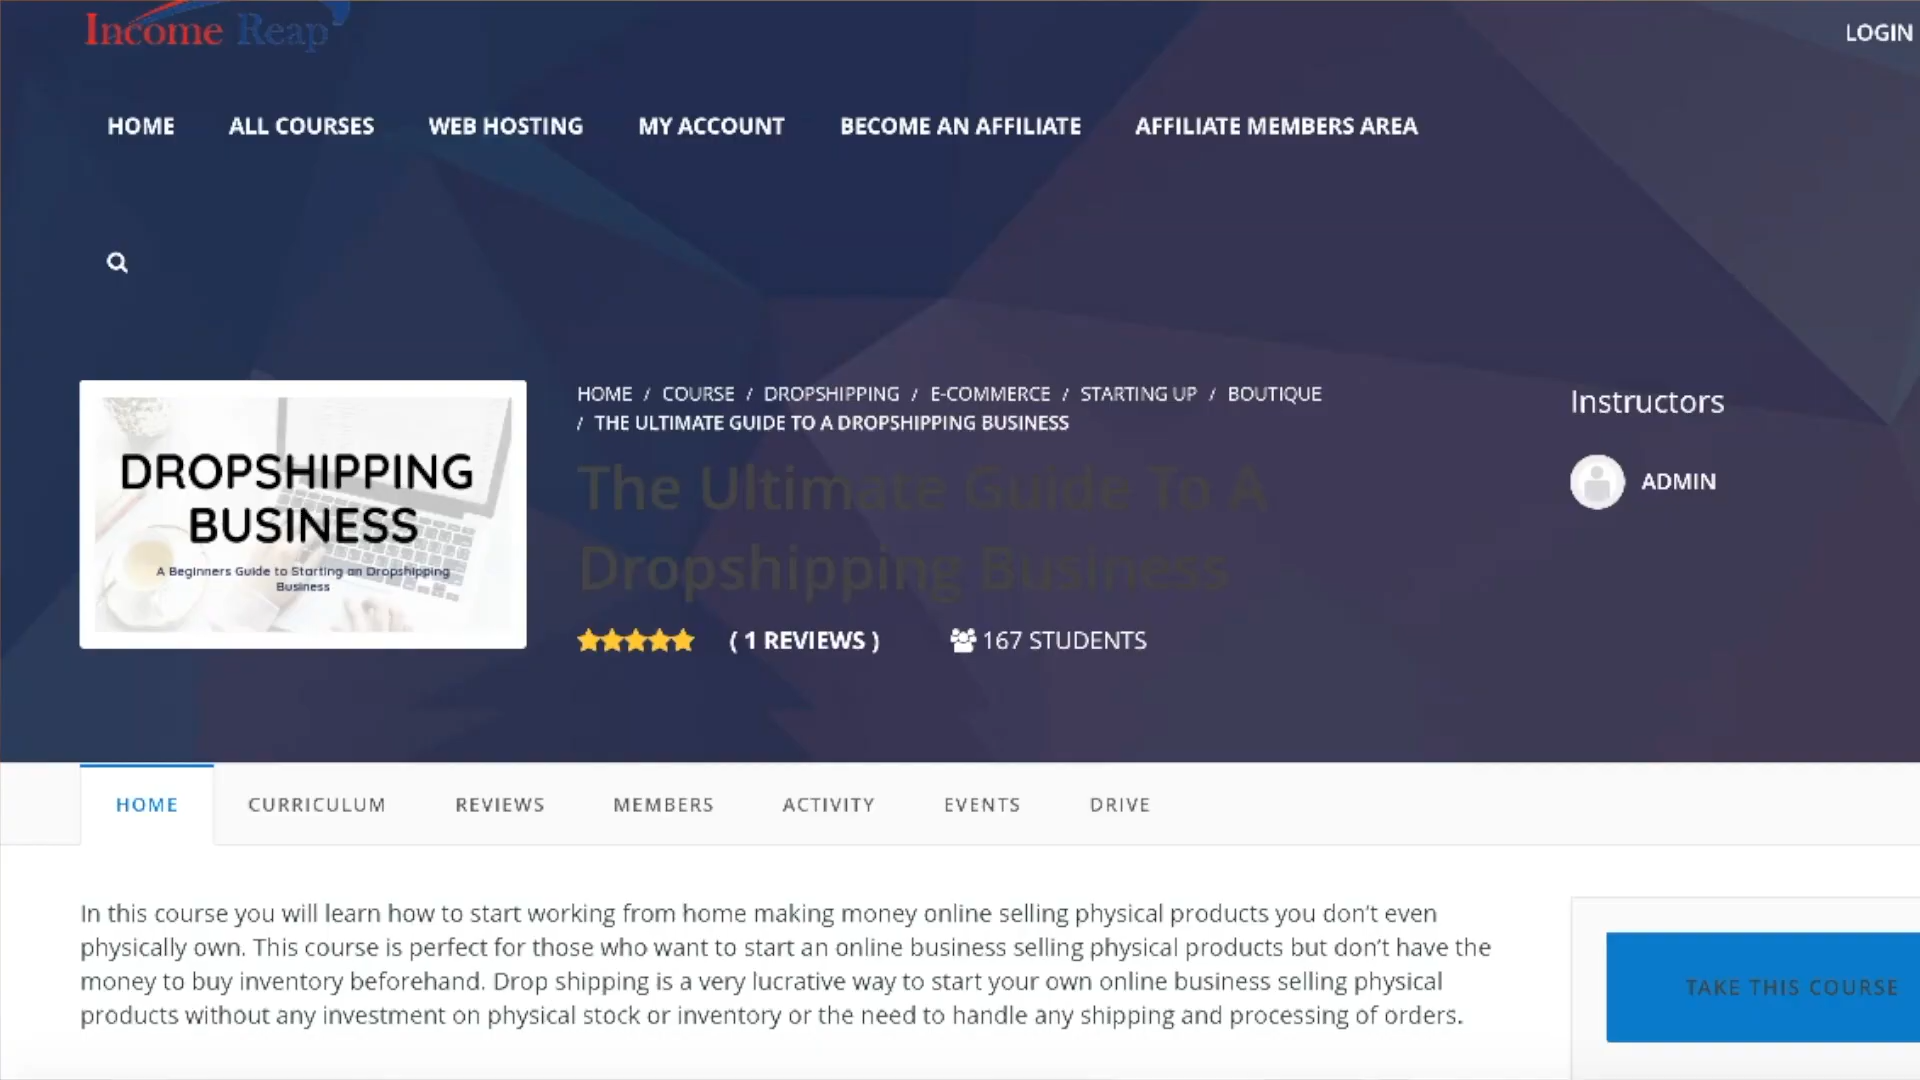 Income Reap
LOGIN
HOME ALL COURSES WEB HOSTING MY ACCOUNT BECOME AN AFFILIATE AFFILIATE MEMBERS AREA
DROPSHIPPING
BUSINESS
A Beginners Guide to Starting an Dropshipping
Business
HOME / COURSE / DROPSHIPPING / E-COMMERCE / STARTING UP / BOUTIQUE
/ THE ULTIMATE GUIDE TO A DROPSHIPPING BUSINESS
The Ultimate Guide To A
Dropshipping Business
( 1 REVIEWS ) 167 STUDENTS
Instructors
ADMIN
HOME CURRICULUM REVIEWS MEMBERS ACTIVITY EVENTS DRIVE
In this course you will learn how to start working from home making money online selling physical products you don’t even
physically own. This course is perfect for those who want to start an online business selling physical products but don’t have the
money to buy inventory beforehand. Drop shipping is a very lucrative way to start your own online business selling physical
products without any investment on physical stock or inventory or the need to handle any shipping and processing of orders.
TAKE THIS COURSE